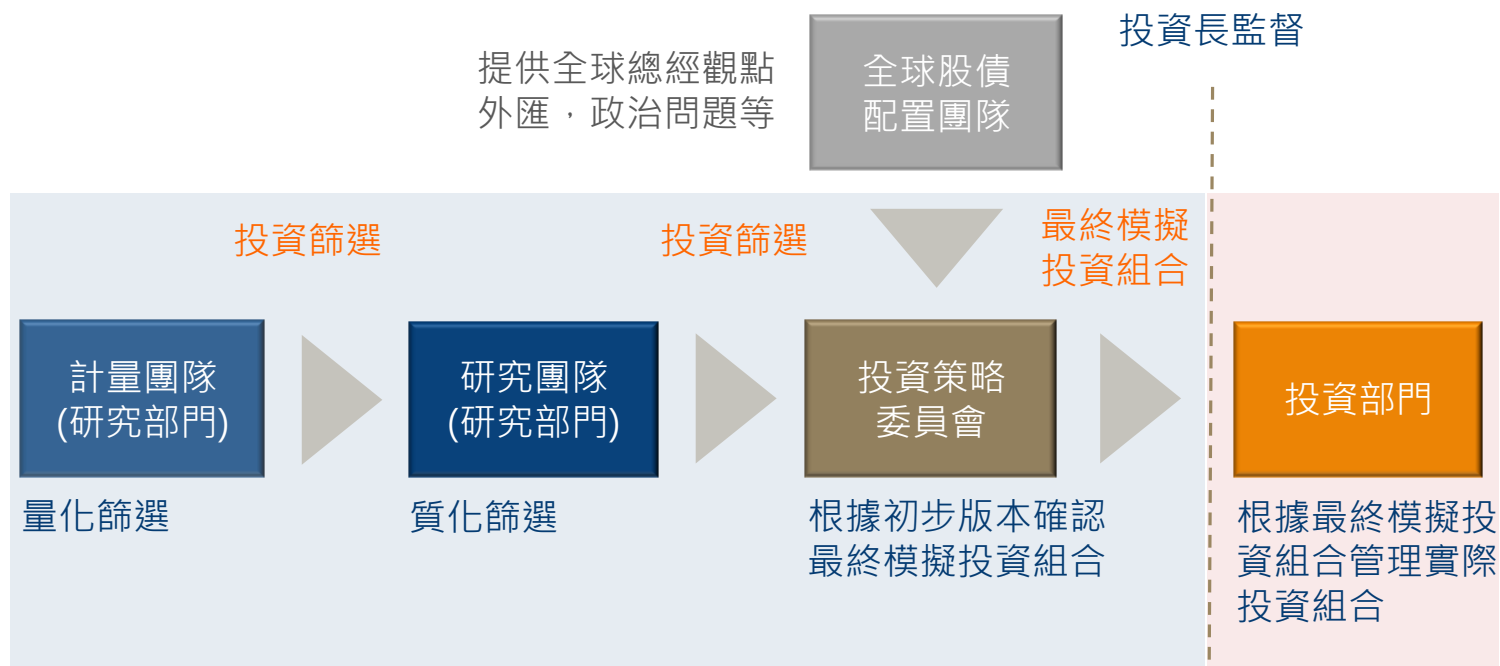 投資長監督
提供全球總經觀點
外匯，政治問題等
全球股債
配置團隊
投資篩選
投資篩選
最終模擬
投資組合
計量團隊
(研究部門)
研究團隊
(研究部門)
投資策略
委員會
投資部門
量化篩選
質化篩選
根據初步版本確認
最終模擬投資組合
根據最終模擬投
資組合管理實際
投資組合